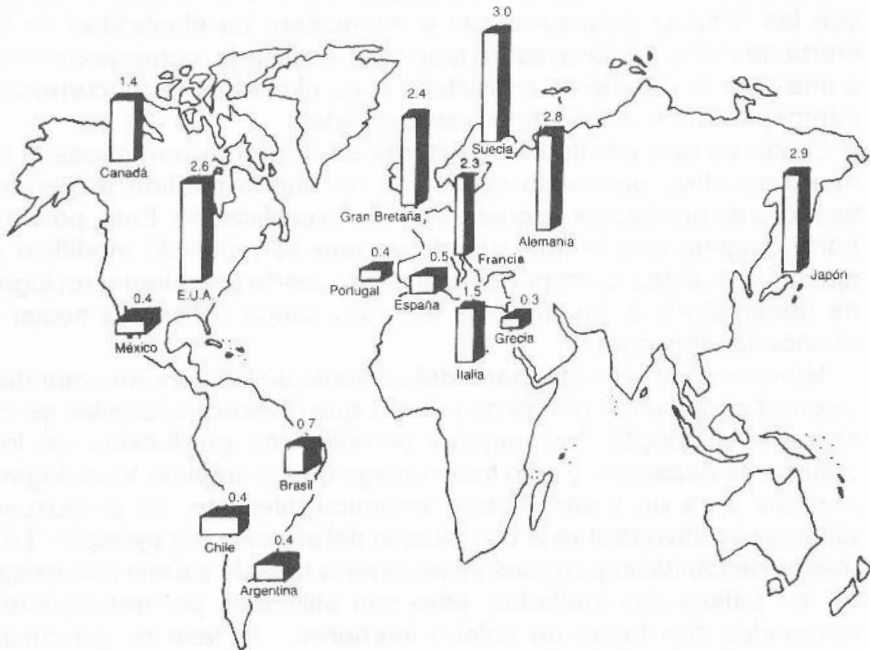 3.0
1.4
Canadá
2.4
Gran Bretaña
Suecia
2.3
2.8
Alemania
2.6
E.U.A.
2.9
Japón
0.4
México
0.4
Portugal
0.5
España
Francia
0.3
Grecia
Italia
0.7
Brasil
0.4
Chile
0.4
Argentina